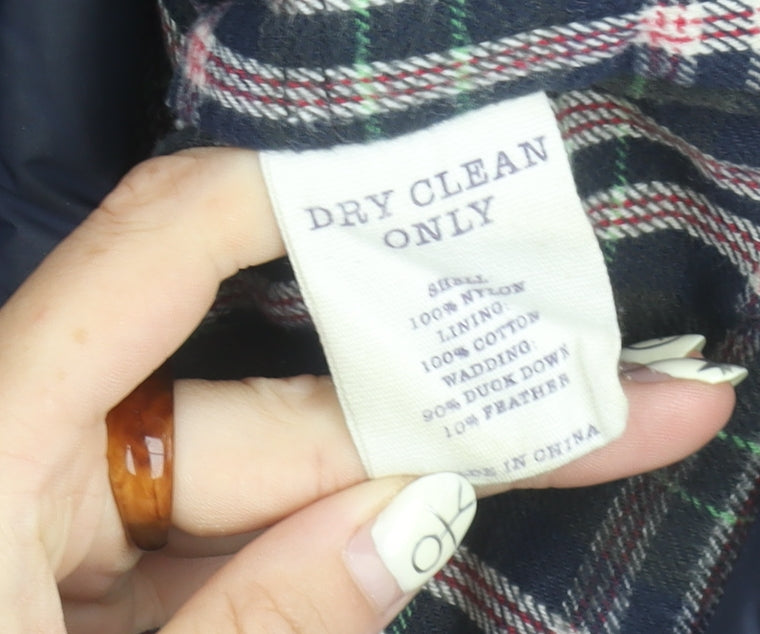 DRY CLEAN
ONLY
SHELL:
100% NYLON
LINING:
100% COTTON
WADDING:
90% DUCK DOWN
10% FEATHER
IN CHINA